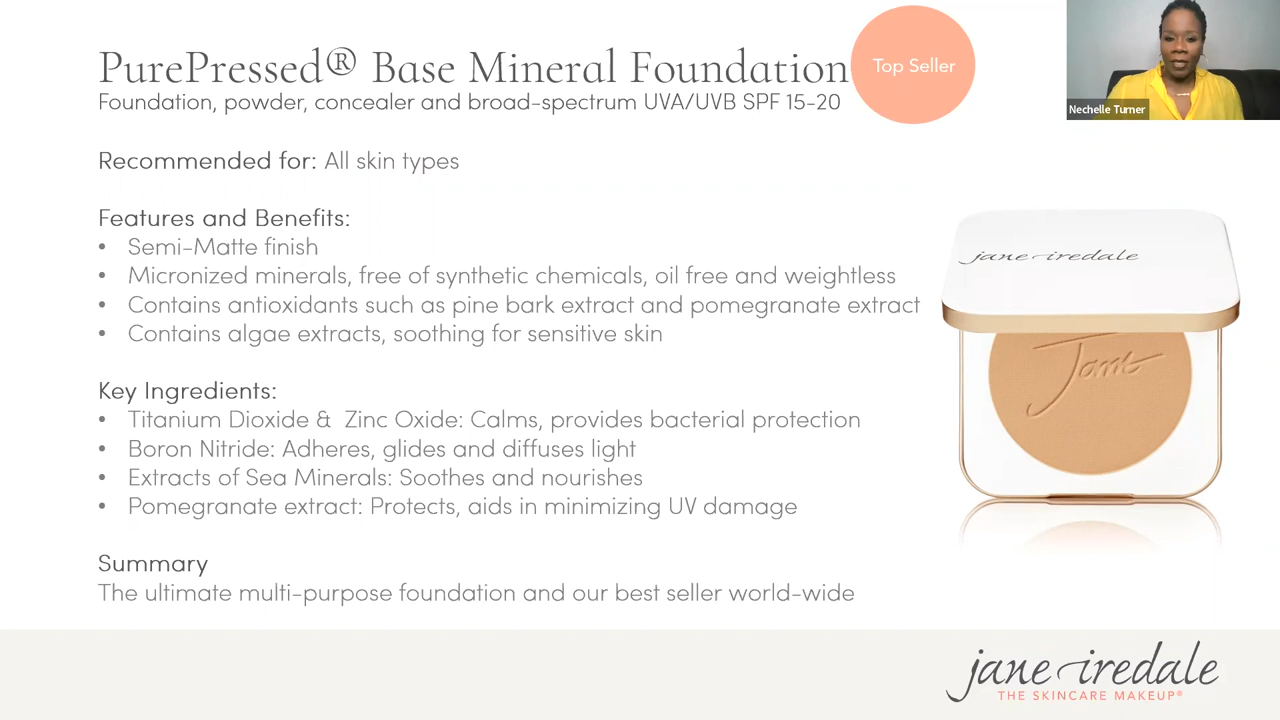 PurePressed® Base Mineral Foundation
Top Seller
Foundation, powder, concealer and broad-spectrum UVA/UVB SPF 15-20
Nechelle Turner
Recommended for: All skin types
Features and Benefits:
• Semi-Matte finish
• Micronized minerals, free of synthetic chemicals, oil free and weightless
• Contains antioxidants such as pine bark extract and pomegranate extract
• Contains algae extracts, soothing for sensitive skin
jane iredale
Jane
Key Ingredients:
• Titanium Dioxide & Zinc Oxide: Calms, provides bacterial protection
• Boron Nitride: Adheres, glides and diffuses light
• Extracts of Sea Minerals: Soothes and nourishes
• Pomegranate extract: Protects, aids in minimizing UV damage
Summary
The ultimate multi-purpose foundation and our best seller world-wide
jane iredale
THE SKINCARE MAKEUP®